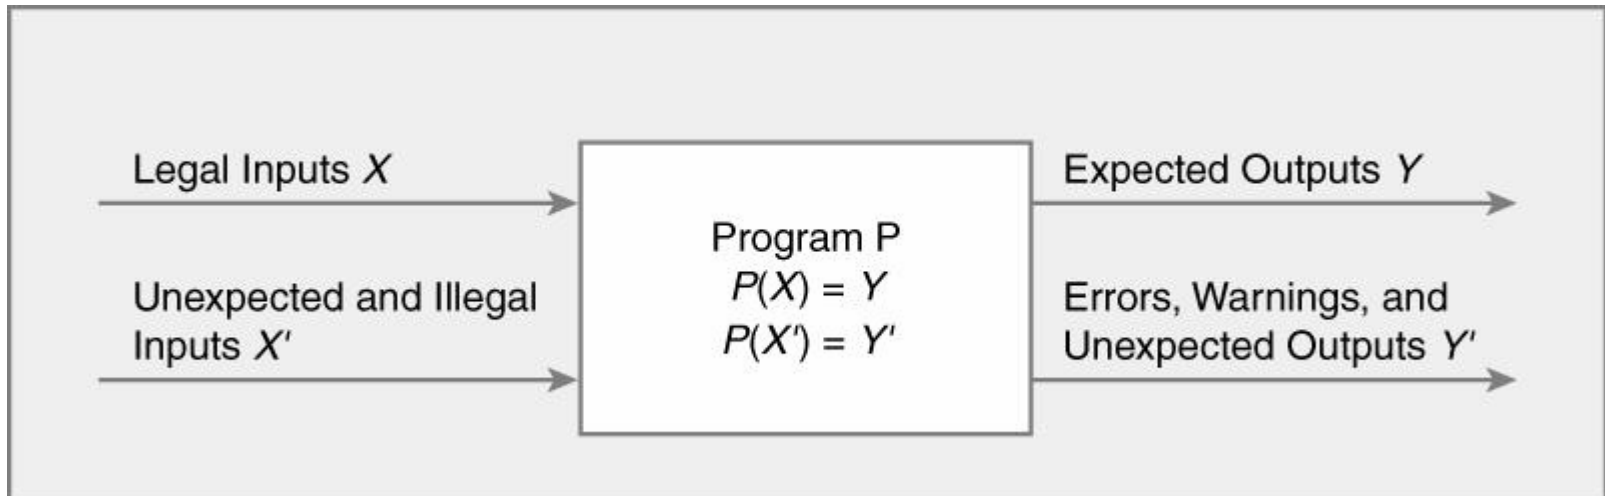 Legal Inputs X
Unexpected and Illegal
Inputs X'
Program P
P(X) = Y
P(X') = Y'
Expected Outputs Y
Errors, Warnings, and
Unexpected Outputs Y'